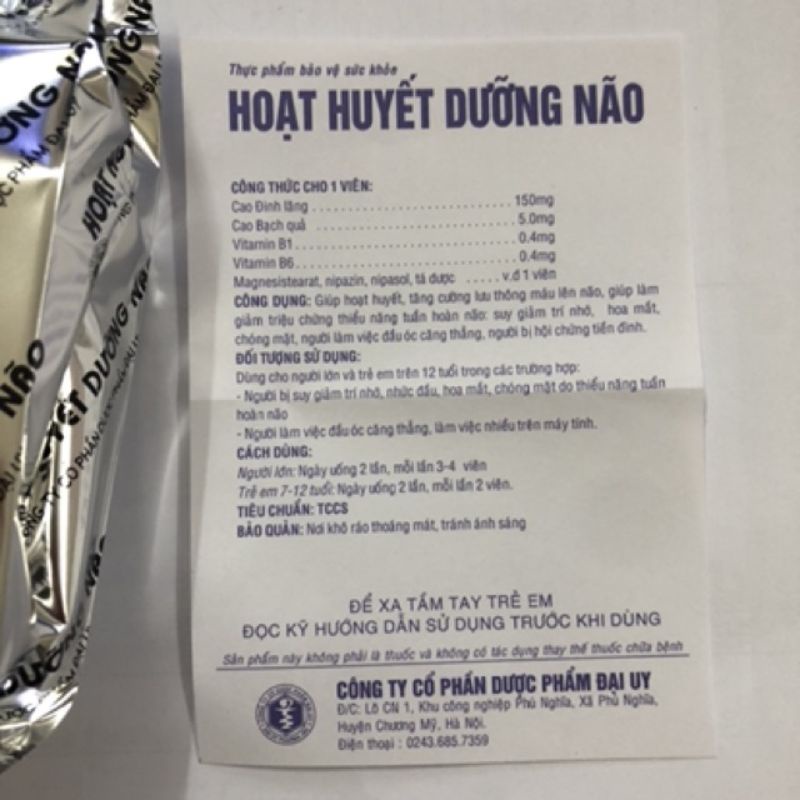 Thực phẩm bảo vệ sức khỏe
HOẠT HUYẾT DƯỠNG NÃO
CÔNG THỨC CHO 1 VIÊN:
Cao Đinh lăng ........................................ 150mg
Cao Bạch quả ........................................ 5.0mg
Vitamin B1 ........................................ 0.4mg
Vitamin B6 ........................................ 0.4mg
Magnesistearat, nipazin, nipasol, tá dược ..... v.đ 1 viên
CÔNG DỤNG: Giúp hoạt huyết, tăng cường lưu thông máu lên não, giúp làm
giảm triệu chứng thiểu năng tuần hoàn não: suy giảm trí nhớ, hoa mắt,
chóng mặt, người làm việc đầu óc căng thẳng, người bị hội chứng tiền đình.
ĐỐI TƯỢNG SỬ DỤNG:
Dùng cho người lớn và trẻ em trên 12 tuổi trong các trường hợp:
- Người bị suy giảm trí nhớ, nhức đầu, hoa mắt, chóng mặt do thiểu năng tuần
hoàn não
- Người làm việc đầu óc căng thẳng, làm việc nhiều trên máy tính.
CÁCH DÙNG:
Người lớn: Ngày uống 2 lần, mỗi lần 3-4 viên
Trẻ em 7-12 tuổi: Ngày uống 2 lần, mỗi lần 2 viên.
TIÊU CHUẨN: TCCS
BẢO QUẢN: Nơi khô ráo thoáng mát, tránh ánh sáng
ĐỂ XA TẦM TAY TRẺ EM
ĐỌC KỸ HƯỚNG DẪN SỬ DỤNG TRƯỚC KHI DÙNG
Sản phẩm này không phải là thuốc và không có tác dụng thay thế thuốc chữa bệnh
CÔNG TY CỔ PHẦN DƯỢC PHẨM ĐẠI UY
Đ/C: Lô CN 1, Khu công nghiệp Phú Nghĩa, Xã Phú Nghĩa,
Huyện Chương Mỹ, Hà Nội.
Điện thoại : 0243.685.7359